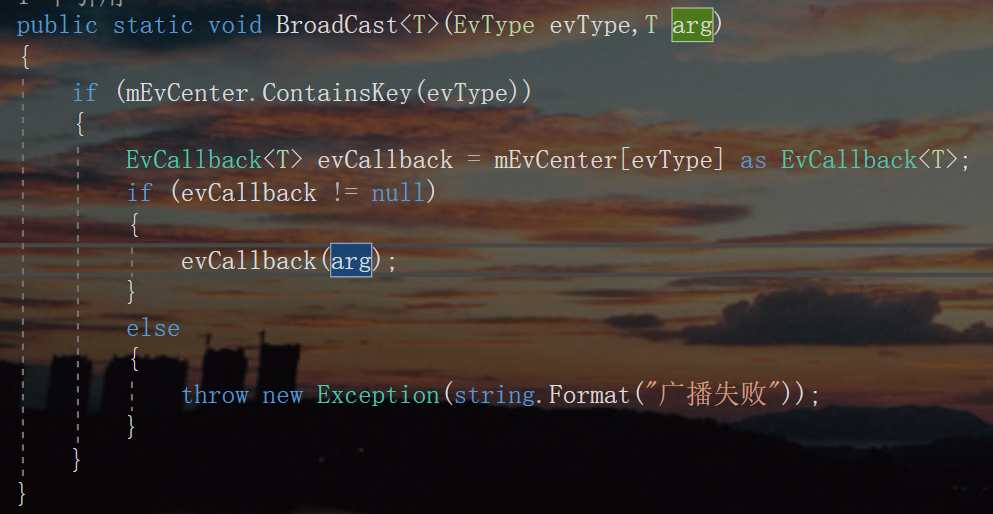 public static void BroadCast<T>(EvType evType,T arg)
{
if (mEvCenter.ContainsKey(evType))
{
EvCallback<T> evCallback = mEvCenter[evType] as EvCallback<T>;
if (evCallback != null)
{
evCallback(arg);
}
else
{
throw new Exception(string.Format("广播失败"));
}
}
}